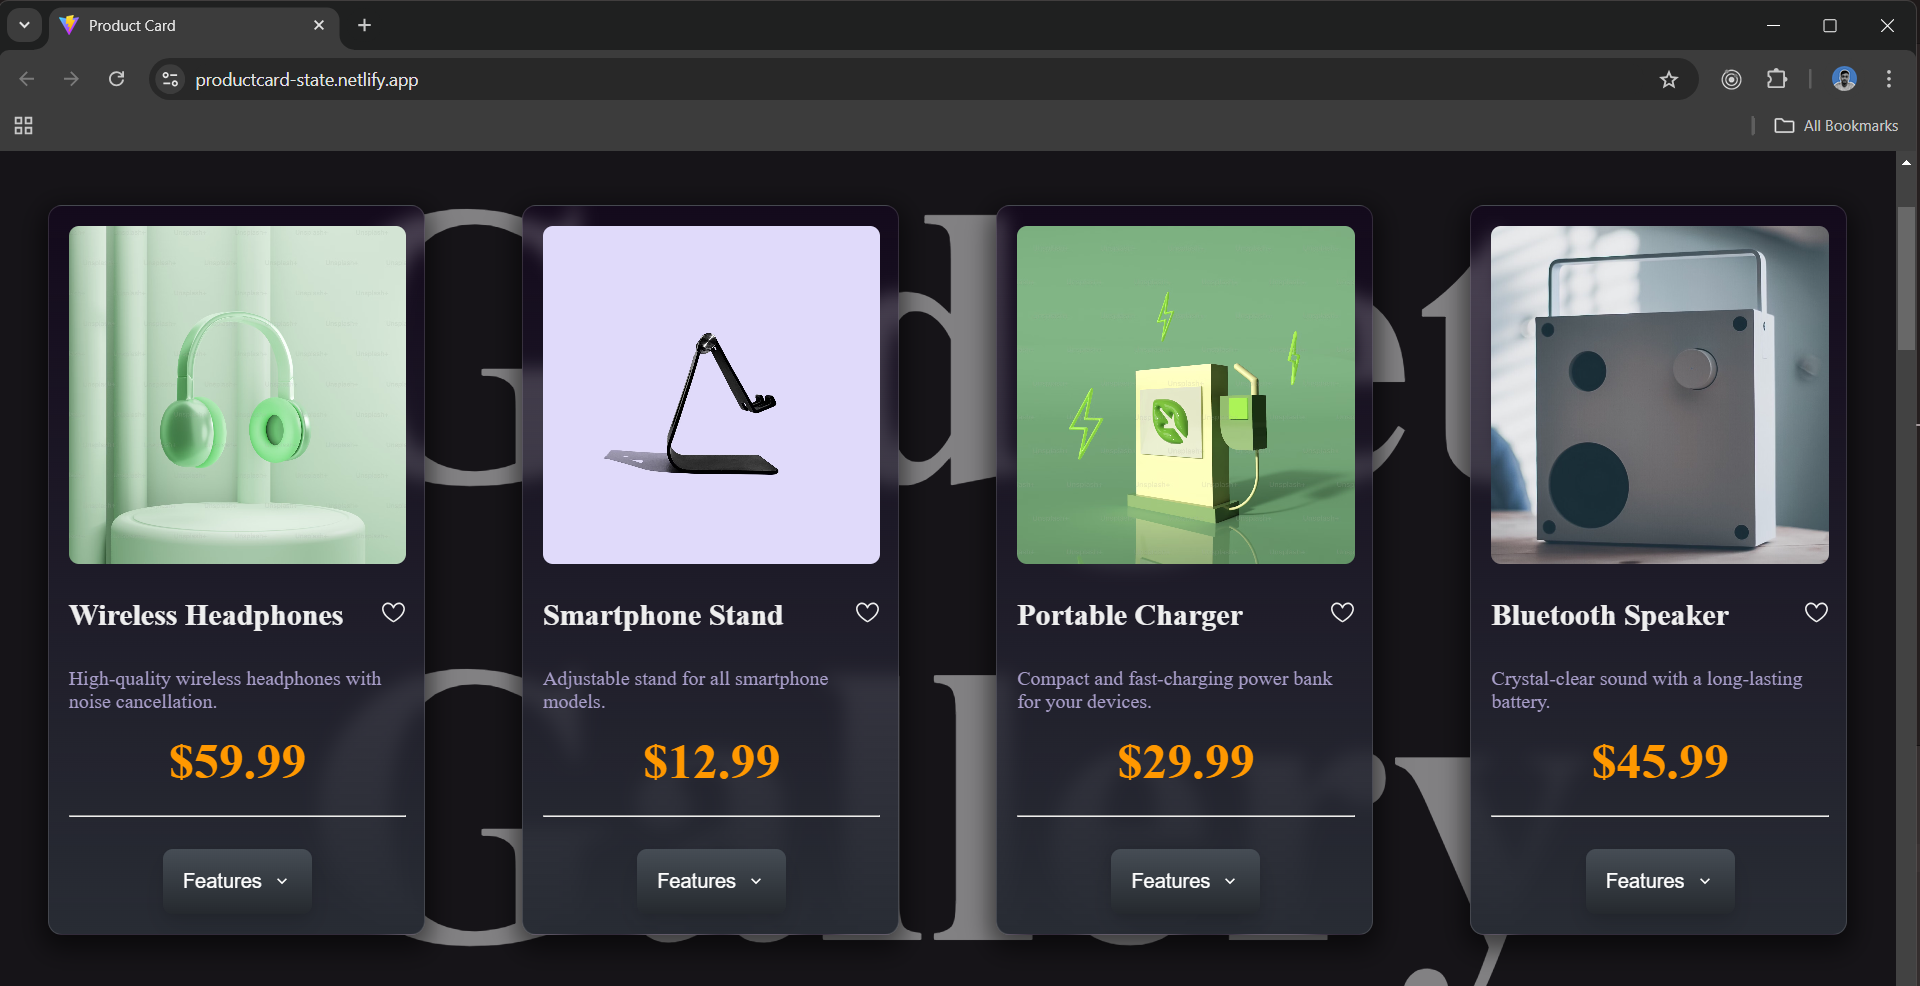 Product Card
productcard-state.netlify.app
All Bookmarks
Gadget
Gallery
Wireless Headphones
High-quality wireless headphones with
noise cancellation.
$59.99
Features
Smartphone Stand
Adjustable stand for all smartphone
models.
$12.99
Features
Portable Charger
Compact and fast-charging power bank
for your devices.
$29.99
Features
Bluetooth Speaker
Crystal-clear sound with a long-lasting
battery.
$45.99
Features